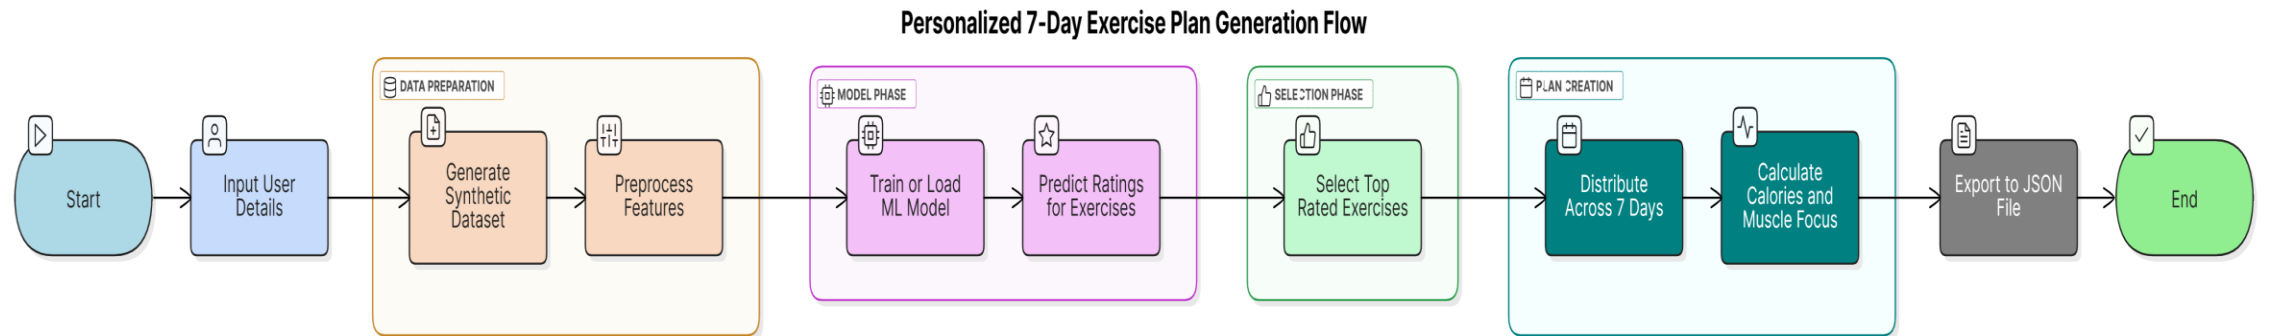 Personalized 7-Day Exercise Plan Generation Flow
DATA PREPARATION
MODEL PHASE
SELECTION PHASE
PLAN CREATION
Start
Input User
Details
Generate
Synthetic
Dataset
Preprocess
Features
Train or Load
ML Model
Predict Ratings
for Exercises
Select Top
Rated Exercises
Distribute
Across 7 Days
Calculate
Calories and
Muscle Focus
Export to JSON
File
End